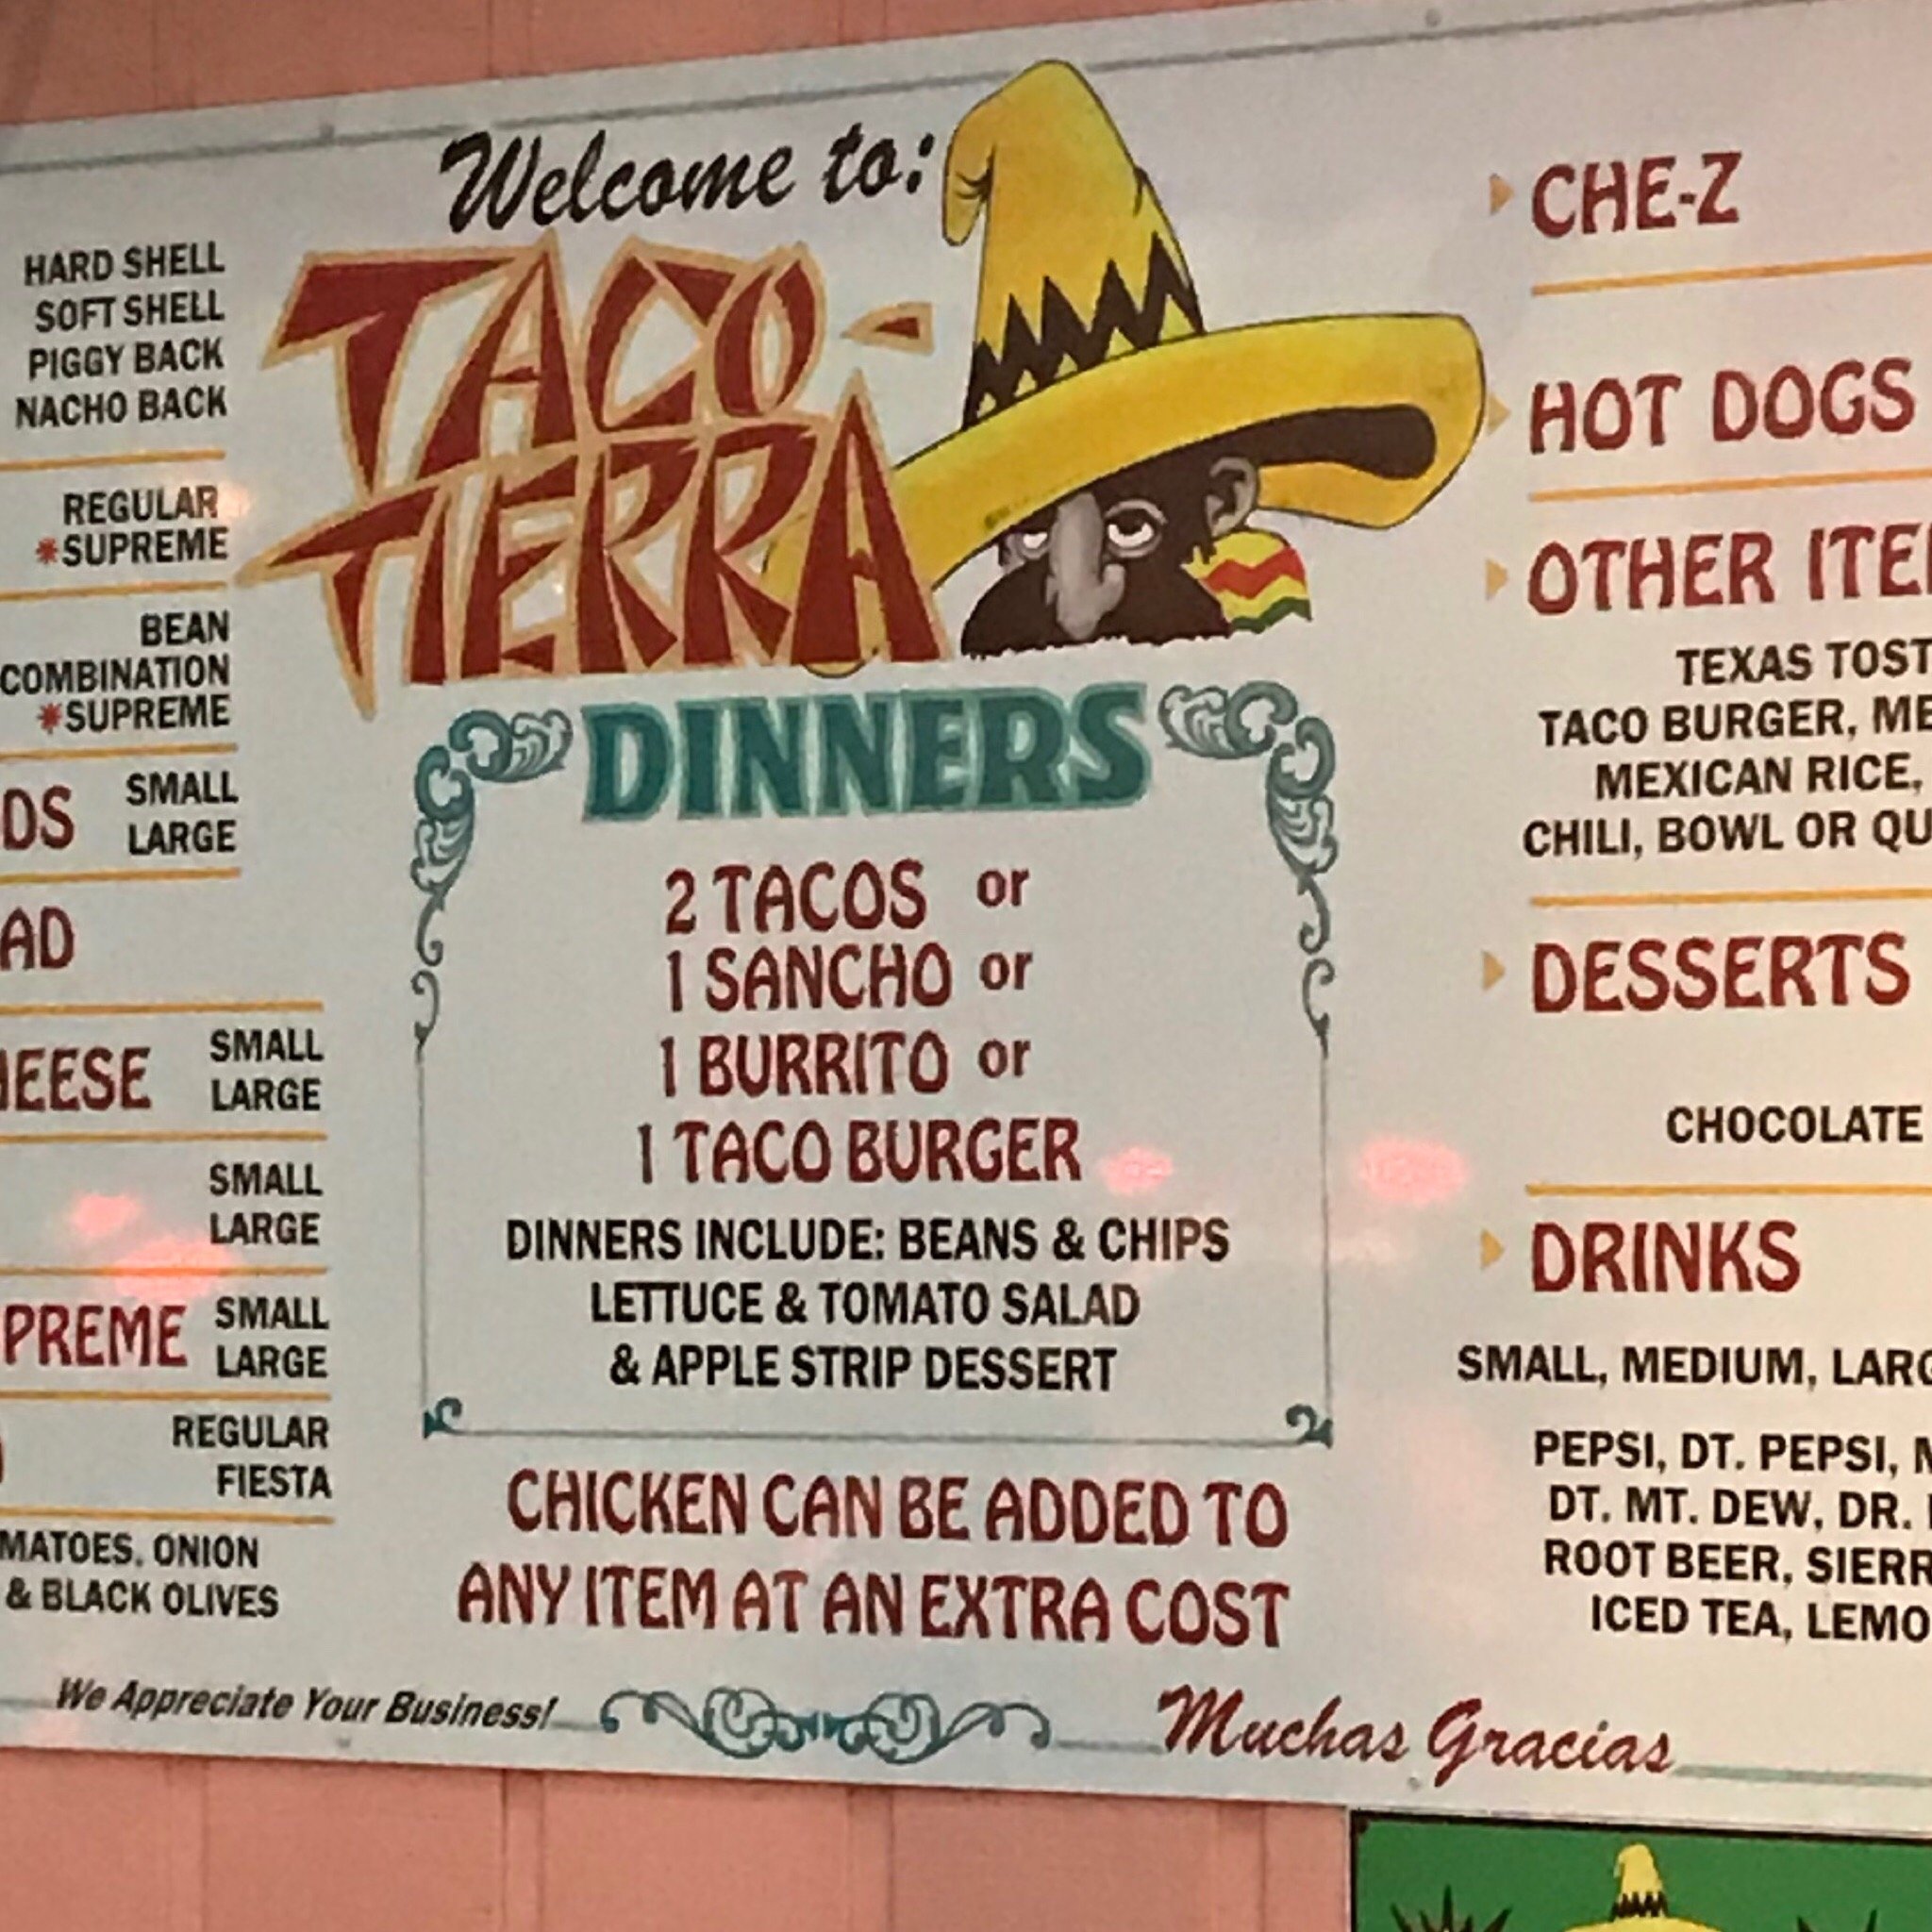 Welcome to:
TACO-
TIERRA
HARD SHELL
SOFT SHELL
PIGGY BACK
NACHO BACK
REGULAR
*SUPREME
BEAN
COMBINATION
*SUPREME
DS SMALL
LARGE
AD
HEESE SMALL
LARGE
SMALL
LARGE
PREME SMALL
LARGE
REGULAR
FIESTA
MATOES, ONION
& BLACK OLIVES
DINNERS
2 TACOS or
1 SANCHO or
1 BURRITO or
1 TACO BURGER
DINNERS INCLUDE: BEANS & CHIPS
LETTUCE & TOMATO SALAD
& APPLE STRIP DESSERT
CHICKEN CAN BE ADDED TO
ANY ITEM AT AN EXTRA COST
CHE-Z
HOT DOGS
OTHER ITE
TEXAS TOST
TACO BURGER, ME
MEXICAN RICE,
CHILI, BOWL OR QU
DESSERTS
CHOCOLATE
DRINKS
SMALL, MEDIUM, LARG
PEPSI, DT. PEPSI, M
DT. MT. DEW, DR.
ROOT BEER, SIERR
ICED TEA, LEMO
We Appreciate Your Business!
Muchas Gracias